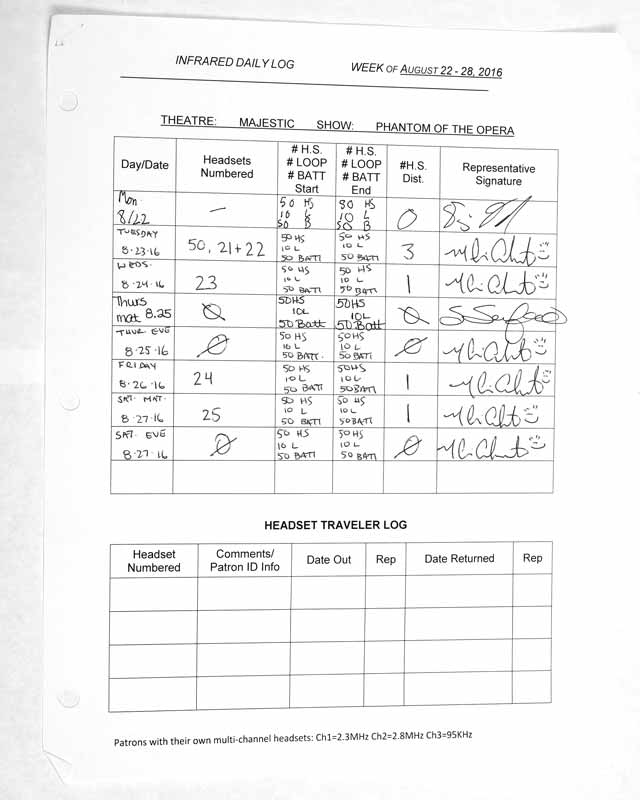 INFRARED DAILY LOG WEEK OF AUGUST 22 - 28, 2016
THEATRE: MAJESTIC SHOW: PHANTOM OF THE OPERA
Day/Date Headsets Numbered # H.S. # LOOP # BATT Start # H.S. # LOOP # BATT End #H.S. Dist. Representative Signature
Mon.
8/22 — 50 HS 10 L 50 B 50 HS 10 L 50 B 0
TUESDAY
8.23.16 50, 21+22 50 HS 10 L 50 BATT 50 HS 10 L 50 BATT 3
WEDS.
8.24.16 23 50 HS 10 L 50 BATT 50 HS 10 L 50 BATT 1
Thurs
mat 8.25 Ø 50HS 10L 50 Batt 50HS 10L 50 Batt Ø
THUR EVE
8.25.16 Ø 50 HS 10 L 50 BATT. 50 HS 10 L 50 BATT Ø
FRIDAY
8.26.16 24 50 HS 10 L 50 BATT 50HS 10 L 50BATT 1
SAT. MAT.
8.27.16 25 50 HS 10 L 50 BATT 50 HS 10 L 50BATT 1
SAT. EVE
8.27.16 Ø 50 HS 10 L 50 BATT 50 HS 10 L 50 BATT Ø
HEADSET TRAVELER LOG
Headset Numbered Comments/ Patron ID Info Date Out Rep Date Returned Rep
Patrons with their own multi-channel headsets: Ch1=2.3MHz Ch2=2.8MHz Ch3=95KHz